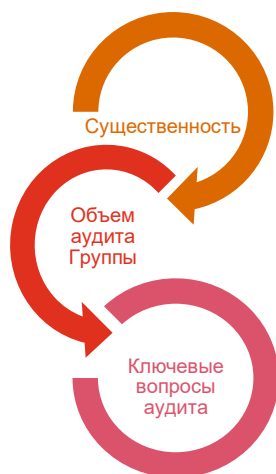 Существенность
Объем
аудита
Группы
Ключевые
вопросы
аудита